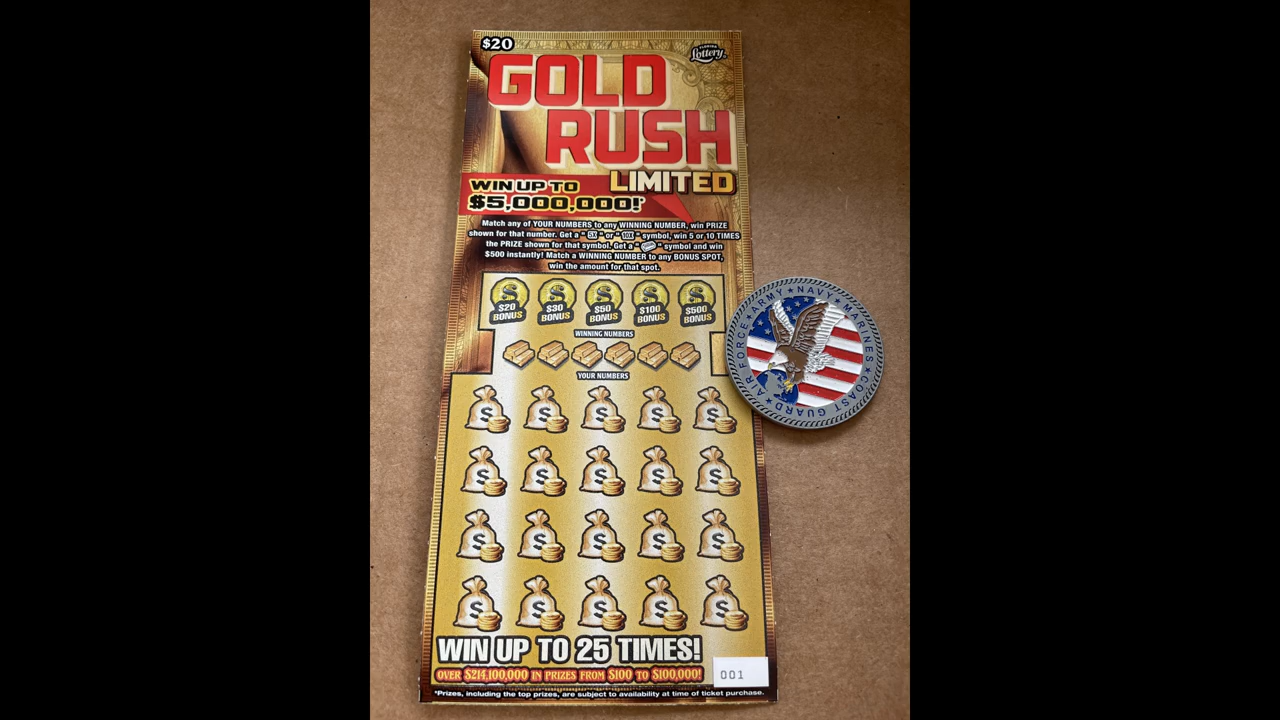 $20
FLORIDA
Lottery
GOLD
RUSH
LIMITED
WIN UP TO
$5,000,000!*
Match any of YOUR NUMBERS to any WINNING NUMBER, win PRIZE
shown for that number. Get a "5X" or "10X" symbol, win 5 or 10 TIMES
the PRIZE shown for that symbol. Get a " " symbol and win
$500 instantly! Match a WINNING NUMBER to any BONUS SPOT,
win the amount for that spot.
$20 BONUS
$30 BONUS
$50 BONUS
$100 BONUS
$500 BONUS
WINNING NUMBERS
YOUR NUMBERS
$ $ $ $ $
$ $ $ $ $
$ $ $ $ $
$ $ $ $ $
WIN UP TO 25 TIMES!
OVER $214,100,000 IN PRIZES FROM $100 TO $100,000!
001
*Prizes, including the top prizes, are subject to availability at time of ticket purchase.
AIR FORCE ★ ARMY ★ NAVY ★ MARINES ★ COAST GUARD ★